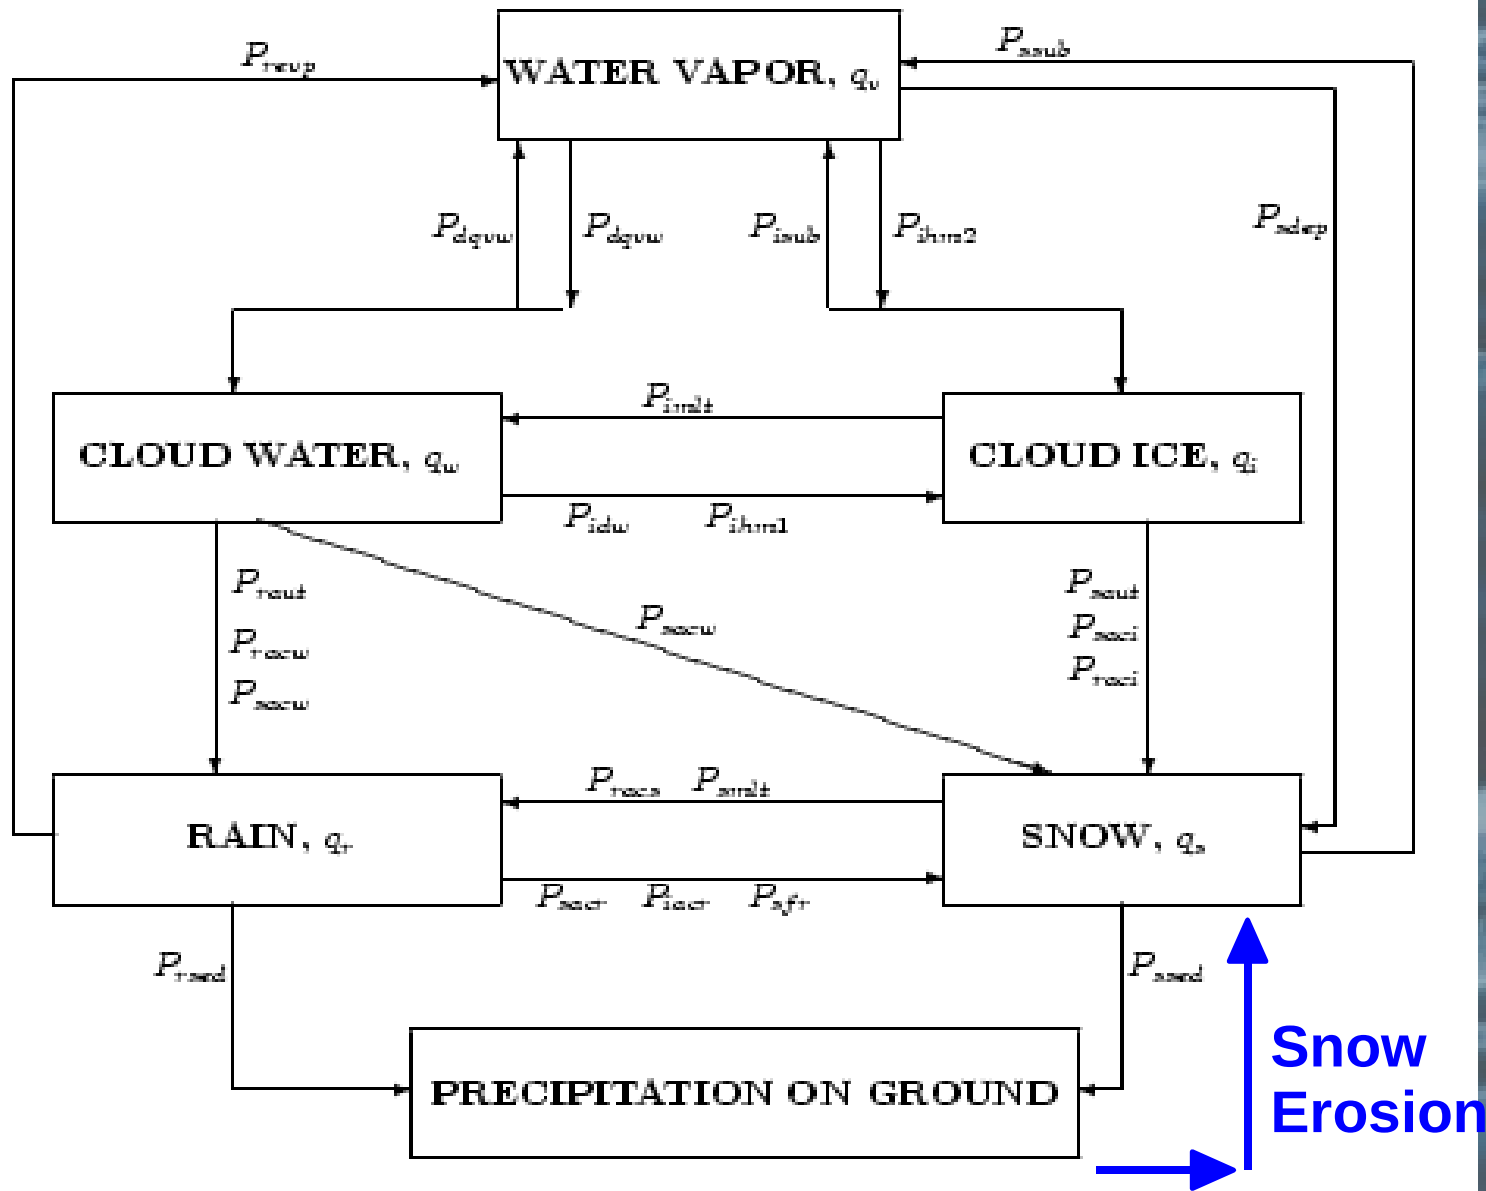 P_revp
P_ssub
WATER VAPOR, q_v
P_dqvw P_dqvw P_isub P_ihm2
P_sdep
P_imlt
CLOUD WATER, q_w
CLOUD ICE, q_i
P_idw P_ihm1
P_raut
P_racw
P_sacw
P_sacw
P_saut
P_saci
P_raci
P_racs P_smlt
RAIN, q_r
SNOW, q_s
P_sacr P_iacr P_sfr
P_rsed
P_ssed
Snow
Erosion
PRECIPITATION ON GROUND